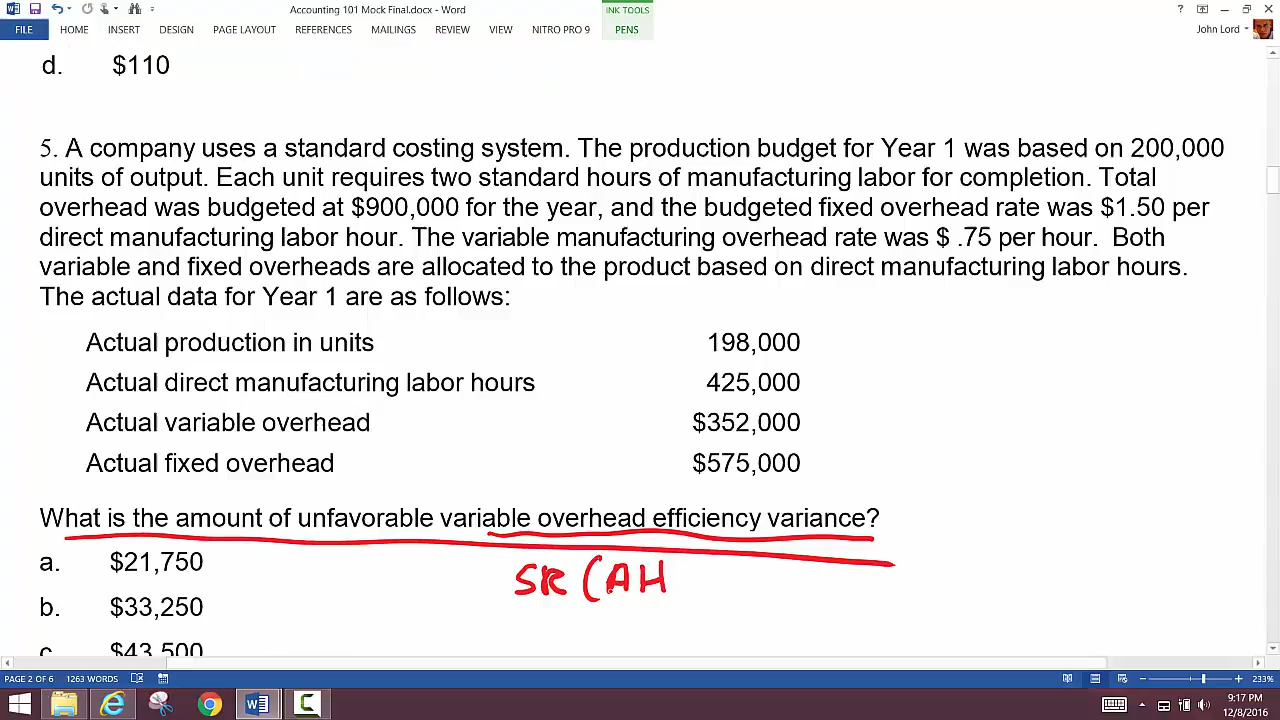 Accounting 101 Mock Final.docx - Word
INK TOOLS
FILE HOME INSERT DESIGN PAGE LAYOUT REFERENCES MAILINGS REVIEW VIEW NITRO PRO 9 PENS
John Lord
d. $110
5. A company uses a standard costing system. The production budget for Year 1 was based on 200,000
units of output. Each unit requires two standard hours of manufacturing labor for completion. Total
overhead was budgeted at $900,000 for the year, and the budgeted fixed overhead rate was $1.50 per
direct manufacturing labor hour. The variable manufacturing overhead rate was $ .75 per hour. Both
variable and fixed overheads are allocated to the product based on direct manufacturing labor hours.
The actual data for Year 1 are as follows:
Actual production in units 198,000
Actual direct manufacturing labor hours 425,000
Actual variable overhead $352,000
Actual fixed overhead $575,000
What is the amount of unfavorable variable overhead efficiency variance?
a. $21,750
SR (AH
b. $33,250
c. $43,500
PAGE 2 OF 6 1263 WORDS 233%
9:17 PM
12/8/2016